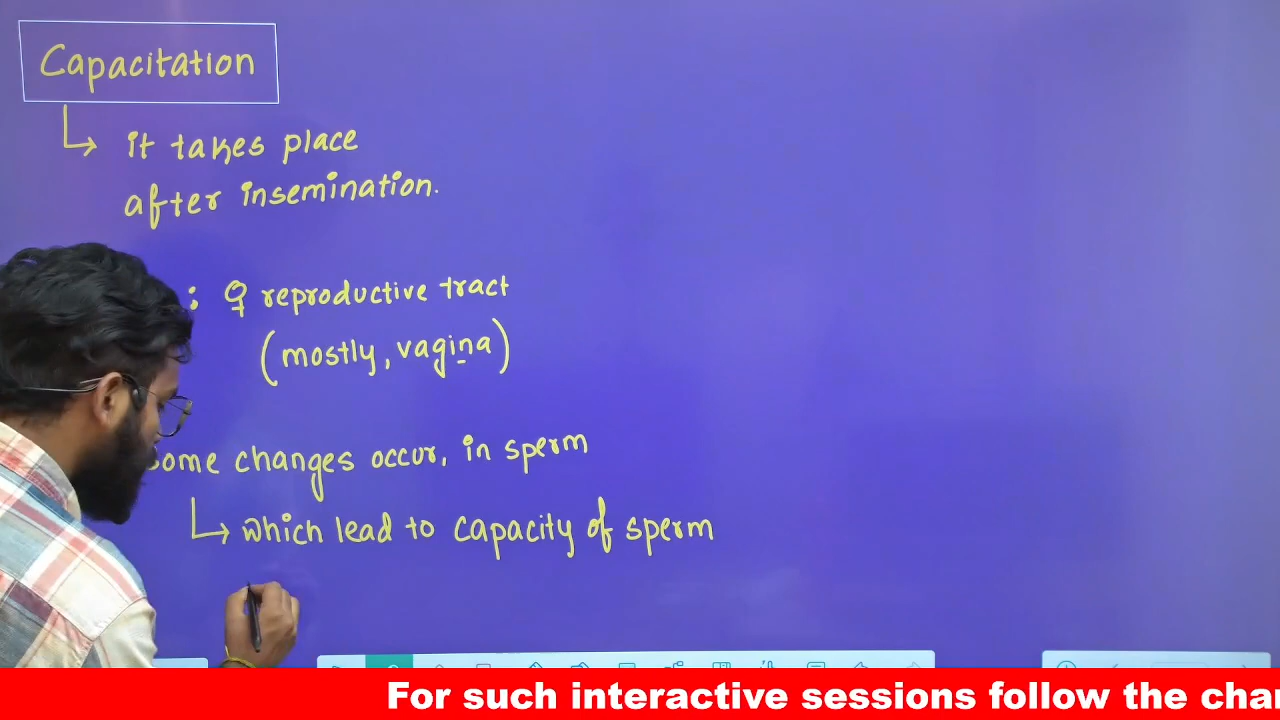 Capacitation
it takes place
after insemination.
: ♀ reproductive tract
(mostly, vagina)
some changes occur, in sperm
which lead to capacity of sperm
For such interactive sessions follow the cha